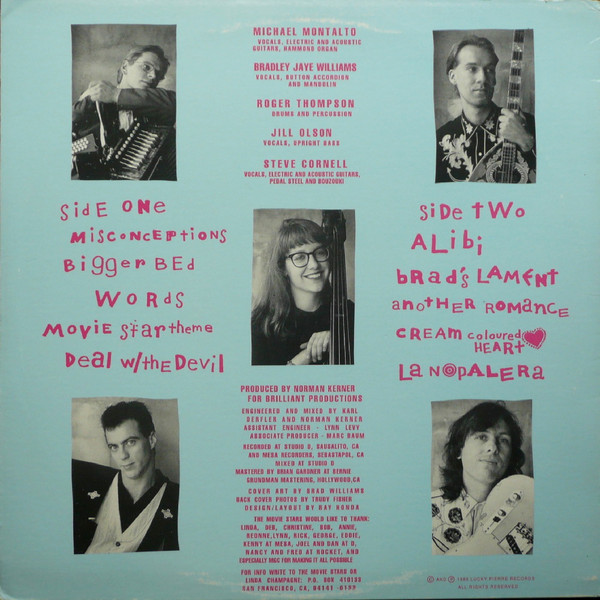 MICHAEL MONTALTO
VOCALS, ELECTRIC AND ACOUSTIC
GUITARS, HAMMOND ORGAN
BRADLEY JAYE WILLIAMS
VOCALS, BUTTON ACCORDION
AND MANDOLIN
ROGER THOMPSON
DRUMS AND PERCUSSION
JILL OLSON
VOCALS, UPRIGHT BASS
STEVE CORNELL
VOCALS, ELECTRIC AND ACOUSTIC GUITARS,
PEDAL STEEL AND BOUZOUKI
SidE ONe
MISCONCEPTIONS
BiggER BEd
WORdS
MOVIE Startheme
DEal w/theDevil
SiDe tWo
ALibi
bRad's LAMENT
anOtHER ROMANCE
CREAM coloured
HEART
LA NOPALERA
PRODUCED BY NORMAN KERNER
FOR BRILLIANT PRODUCTIONS
ENGINEERED AND MIXED BY KARL
DERFLER AND NORMAN KERNER
ASSISTANT ENGINEER - LYNN LEVY
ASSOCIATE PRODUCER - MARC BAUM
RECORDED AT STUDIO D, SAUSALITO, CA
AND MESA RECORDERS, SEBASTAPOL, CA
MIXED AT STUDIO D
MASTERED BY BRIAN GARDNER AT BERNIE
GRUNDMAN MASTERING, HOLLYWOOD,CA
COVER ART BY BRAD WILLIAMS
BACK COVER PHOTOS BY TRUDY FISHER
DESIGN/LAYOUT BY RAY
THE MOVIE STARS WOULD LIKE TO THANK:
LINDA, DEB, CHRISTINE, BOB, ANNIE,
LYNN, RICK, GEORGE, EDDIE,
KERRY AT MESA, JOEL AND DAN AT D,
NANCY AND FRED AT ROCKET, AND
ESPECIALLY MIGS FOR MAKING IT ALL POSSIBLE
FOR INFO WRITE TO THE MOVIE STARS OR
LINDA CHAMPAGNE: P.O. BOX
SAN FRANCISCO, CA
© AND ℗ LUCKY RECORDS
ALL RIGHTS RESERVED